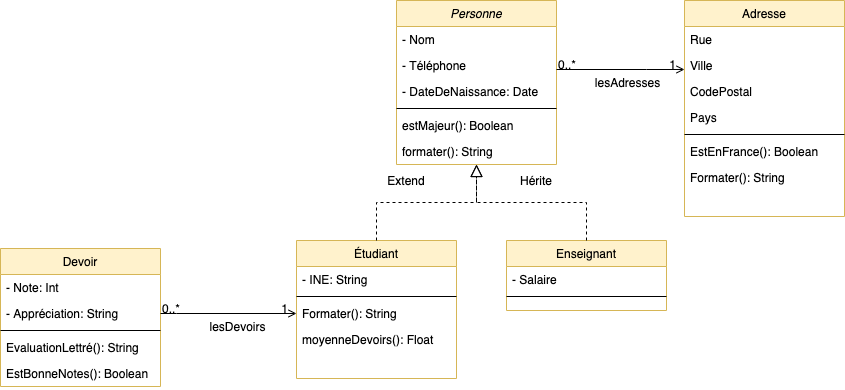 Personne
- Nom
- Téléphone
- DateDeNaissance: Date
estMajeur(): Boolean
formater(): String
0..*
1
lesAdresses
Adresse
Rue
Ville
CodePostal
Pays
EstEnFrance(): Boolean
Formater(): String
Extend
Hérite
Devoir
- Note: Int
- Appréciation: String
EvaluationLettré(): String
EstBonneNotes(): Boolean
0..*
1
lesDevoirs
Étudiant
- INE: String
Formater(): String
moyenneDevoirs(): Float
Enseignant
- Salaire